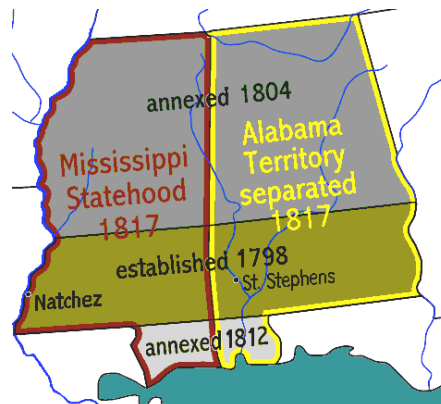 annexed 1804
Mississippi
Statehood
1817
Alabama
Territory
separated
1817
established 1798
St. Stephens
Natchez
annexed 1812